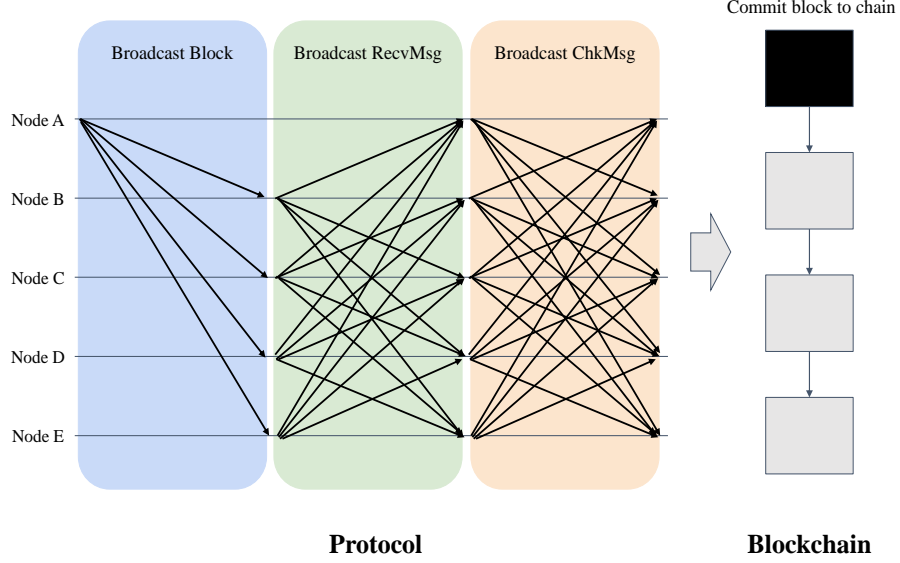 Commit block to chain
Broadcast Block
Broadcast RecvMsg
Broadcast ChkMsg
Node A
Node B
Node C
Node D
Node E
Protocol
Blockchain